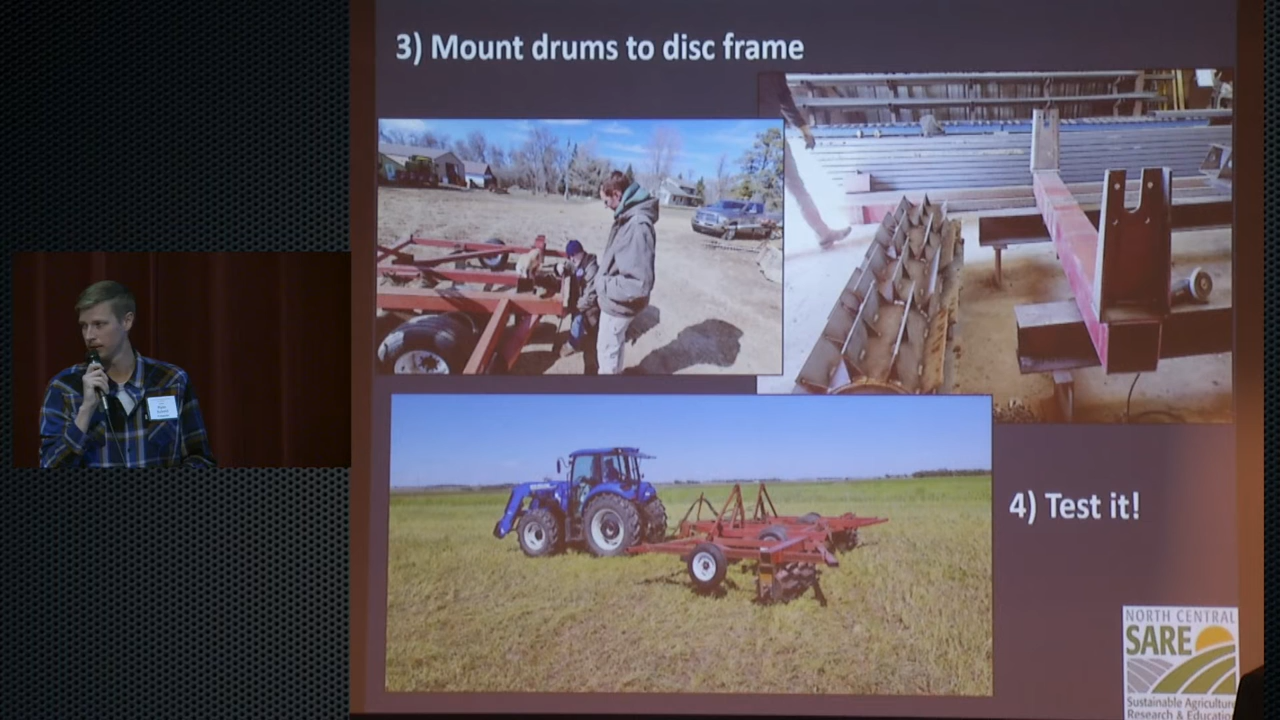 3) Mount drums to disc frame
4) Test it!
NORTH CENTRAL
SARE
Sustainable Agriculture
Research & Education